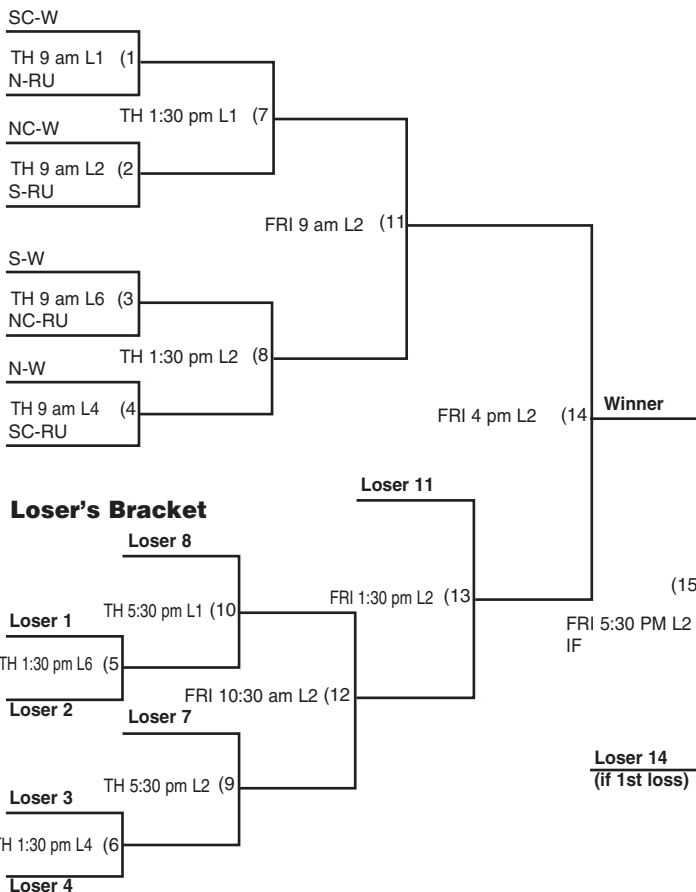 SC-W
TH 9 am L1 (1
N-RU
TH 1:30 pm L1 (7
NC-W
TH 9 am L2 (2
S-RU
FRI 9 am L2 (11
S-W
TH 9 am L6 (3
NC-RU
TH 1:30 pm L2 (8
N-W
TH 9 am L4 (4
SC-RU
FRI 4 pm L2 (14
Winner
Loser 11
Loser's Bracket
Loser 8
TH 5:30 pm L1 (10
FRI 1:30 pm L2 (13
(15
FRI 5:30 PM L2
IF
Loser 1
TH 1:30 pm L6 (5
Loser 2
FRI 10:30 am L2 (12
Loser 7
TH 5:30 pm L2 (9
Loser 14
(if 1st loss)
Loser 3
TH 1:30 pm L4 (6
Loser 4